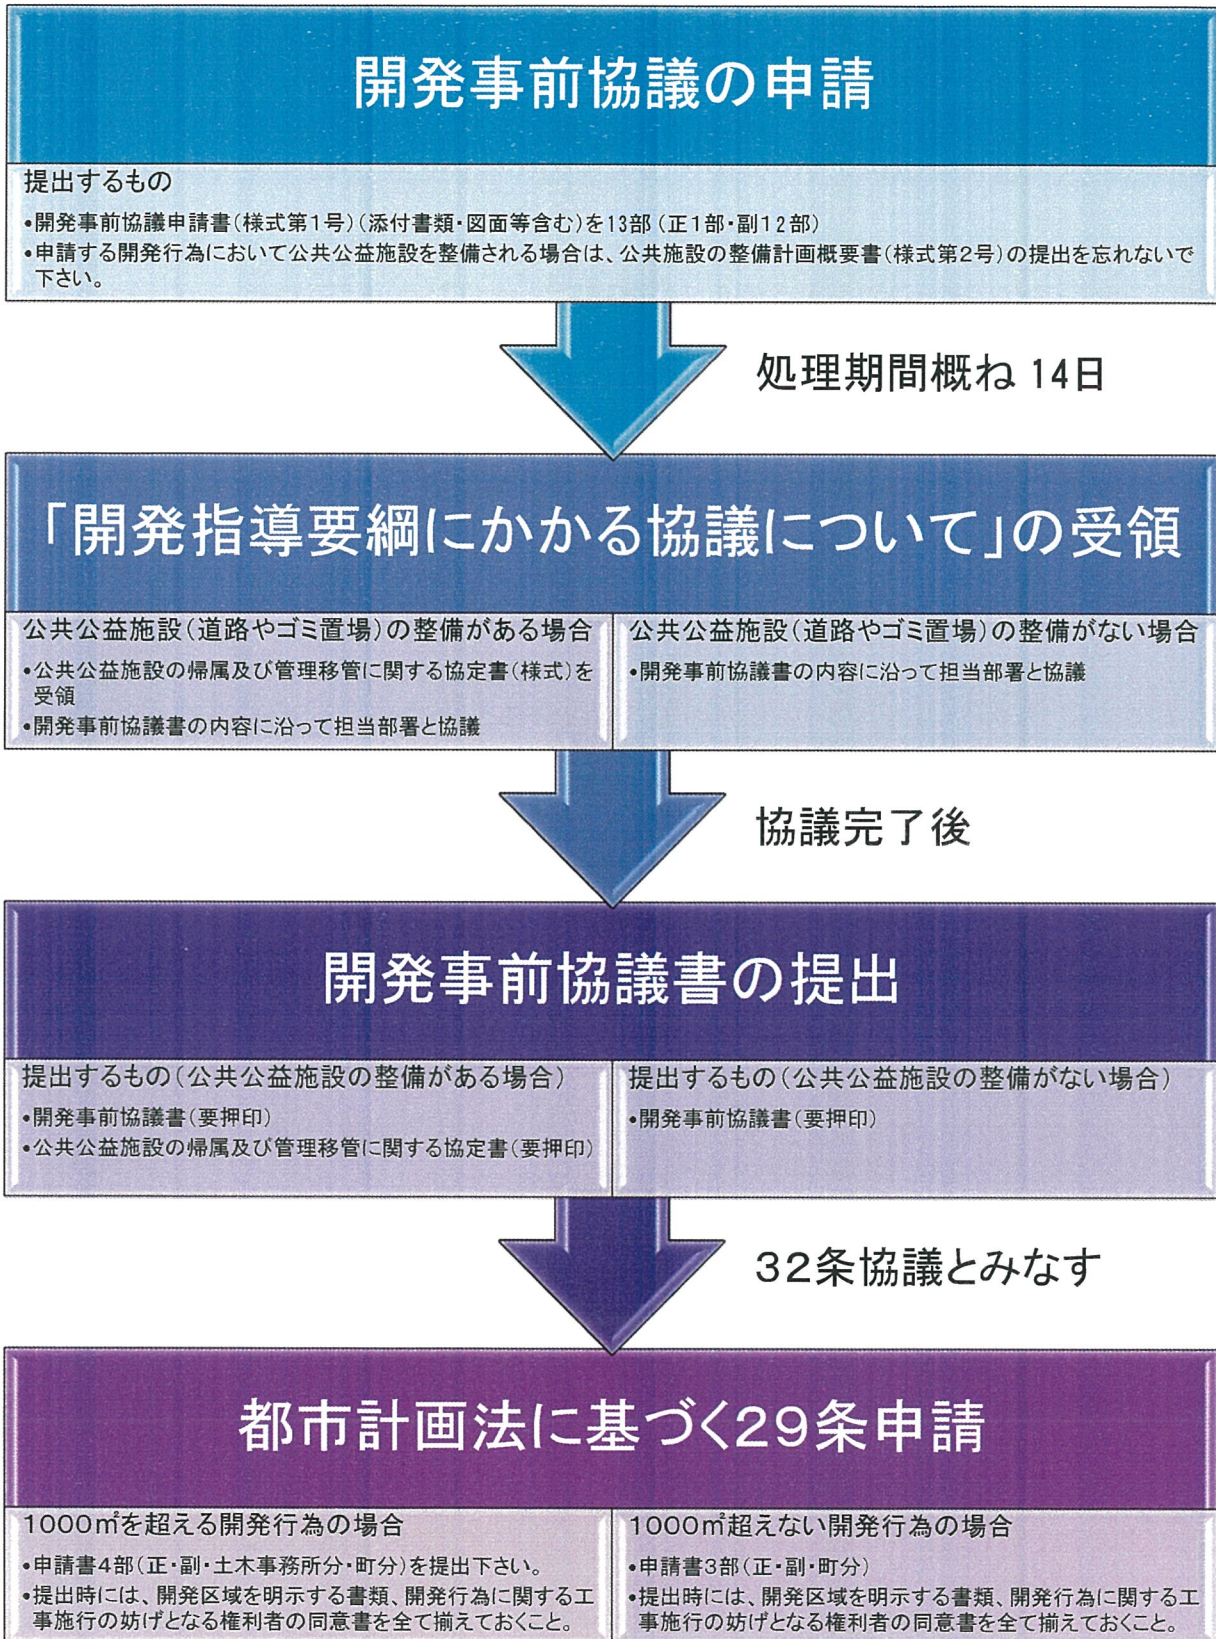 開発事前協議の申請
提出するもの
•開発事前協議申請書(様式第1号)(添付書類・図面等含む)を13部(正1部・副12部)
•申請する開発行為において公共公益施設を整備される場合は、公共施設の整備計画概要書(様式第2号)の提出を忘れないで
下さい。
処理期間概ね 14日
「開発指導要綱にかかる協議について」の受領
公共公益施設(道路やゴミ置場)の整備がある場合
•公共公益施設の帰属及び管理移管に関する協定書(様式)を
受領
•開発事前協議書の内容に沿って担当部署と協議
公共公益施設(道路やゴミ置場)の整備がない場合
•開発事前協議書の内容に沿って担当部署と協議
協議完了後
開発事前協議書の提出
提出するもの(公共公益施設の整備がある場合)
•開発事前協議書(要押印)
•公共公益施設の帰属及び管理移管に関する協定書(要押印)
提出するもの(公共公益施設の整備がない場合)
•開発事前協議書(要押印)
32条協議とみなす
都市計画法に基づく29条申請
1000㎡を超える開発行為の場合
•申請書4部(正・副・土木事務所分・町分)を提出下さい。
•提出時には、開発区域を明示する書類、開発行為に関する工
事施行の妨げとなる権利者の同意書を全て揃えておくこと。
1000㎡超えない開発行為の場合
•申請書3部(正・副・町分)
•提出時には、開発区域を明示する書類、開発行為に関する工
事施行の妨げとなる権利者の同意書を全て揃えておくこと。